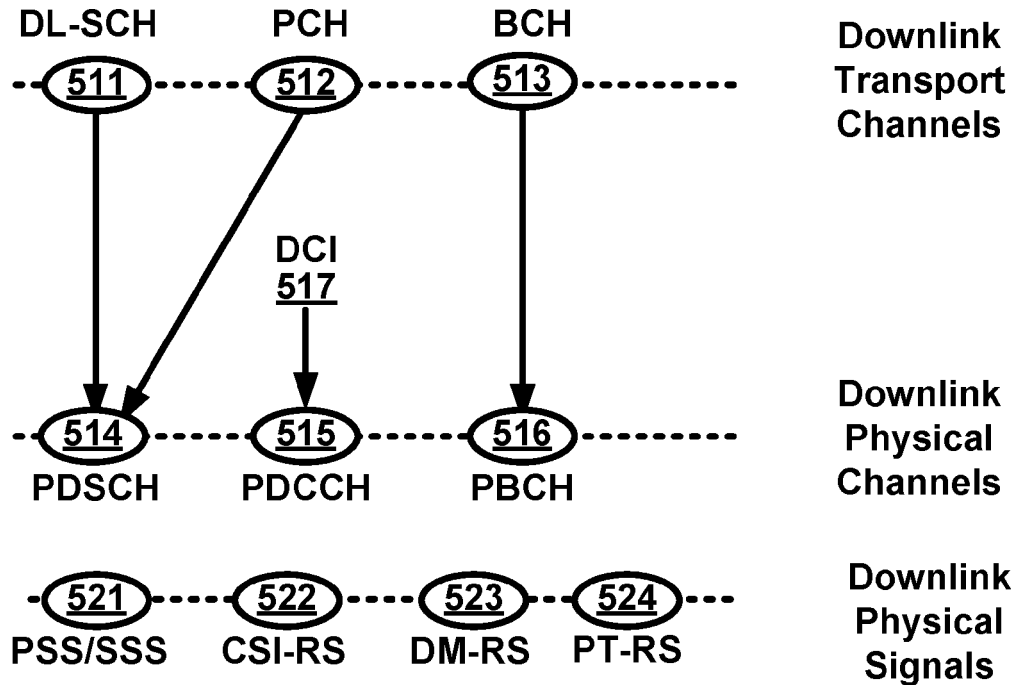 DL-SCH PCH BCH
511 512 513
Downlink
Transport
Channels
DCI
517
514 515 516
PDSCH PDCCH PBCH
Downlink
Physical
Channels
521 522 523 524
PSS/SSS CSI-RS DM-RS PT-RS
Downlink
Physical
Signals